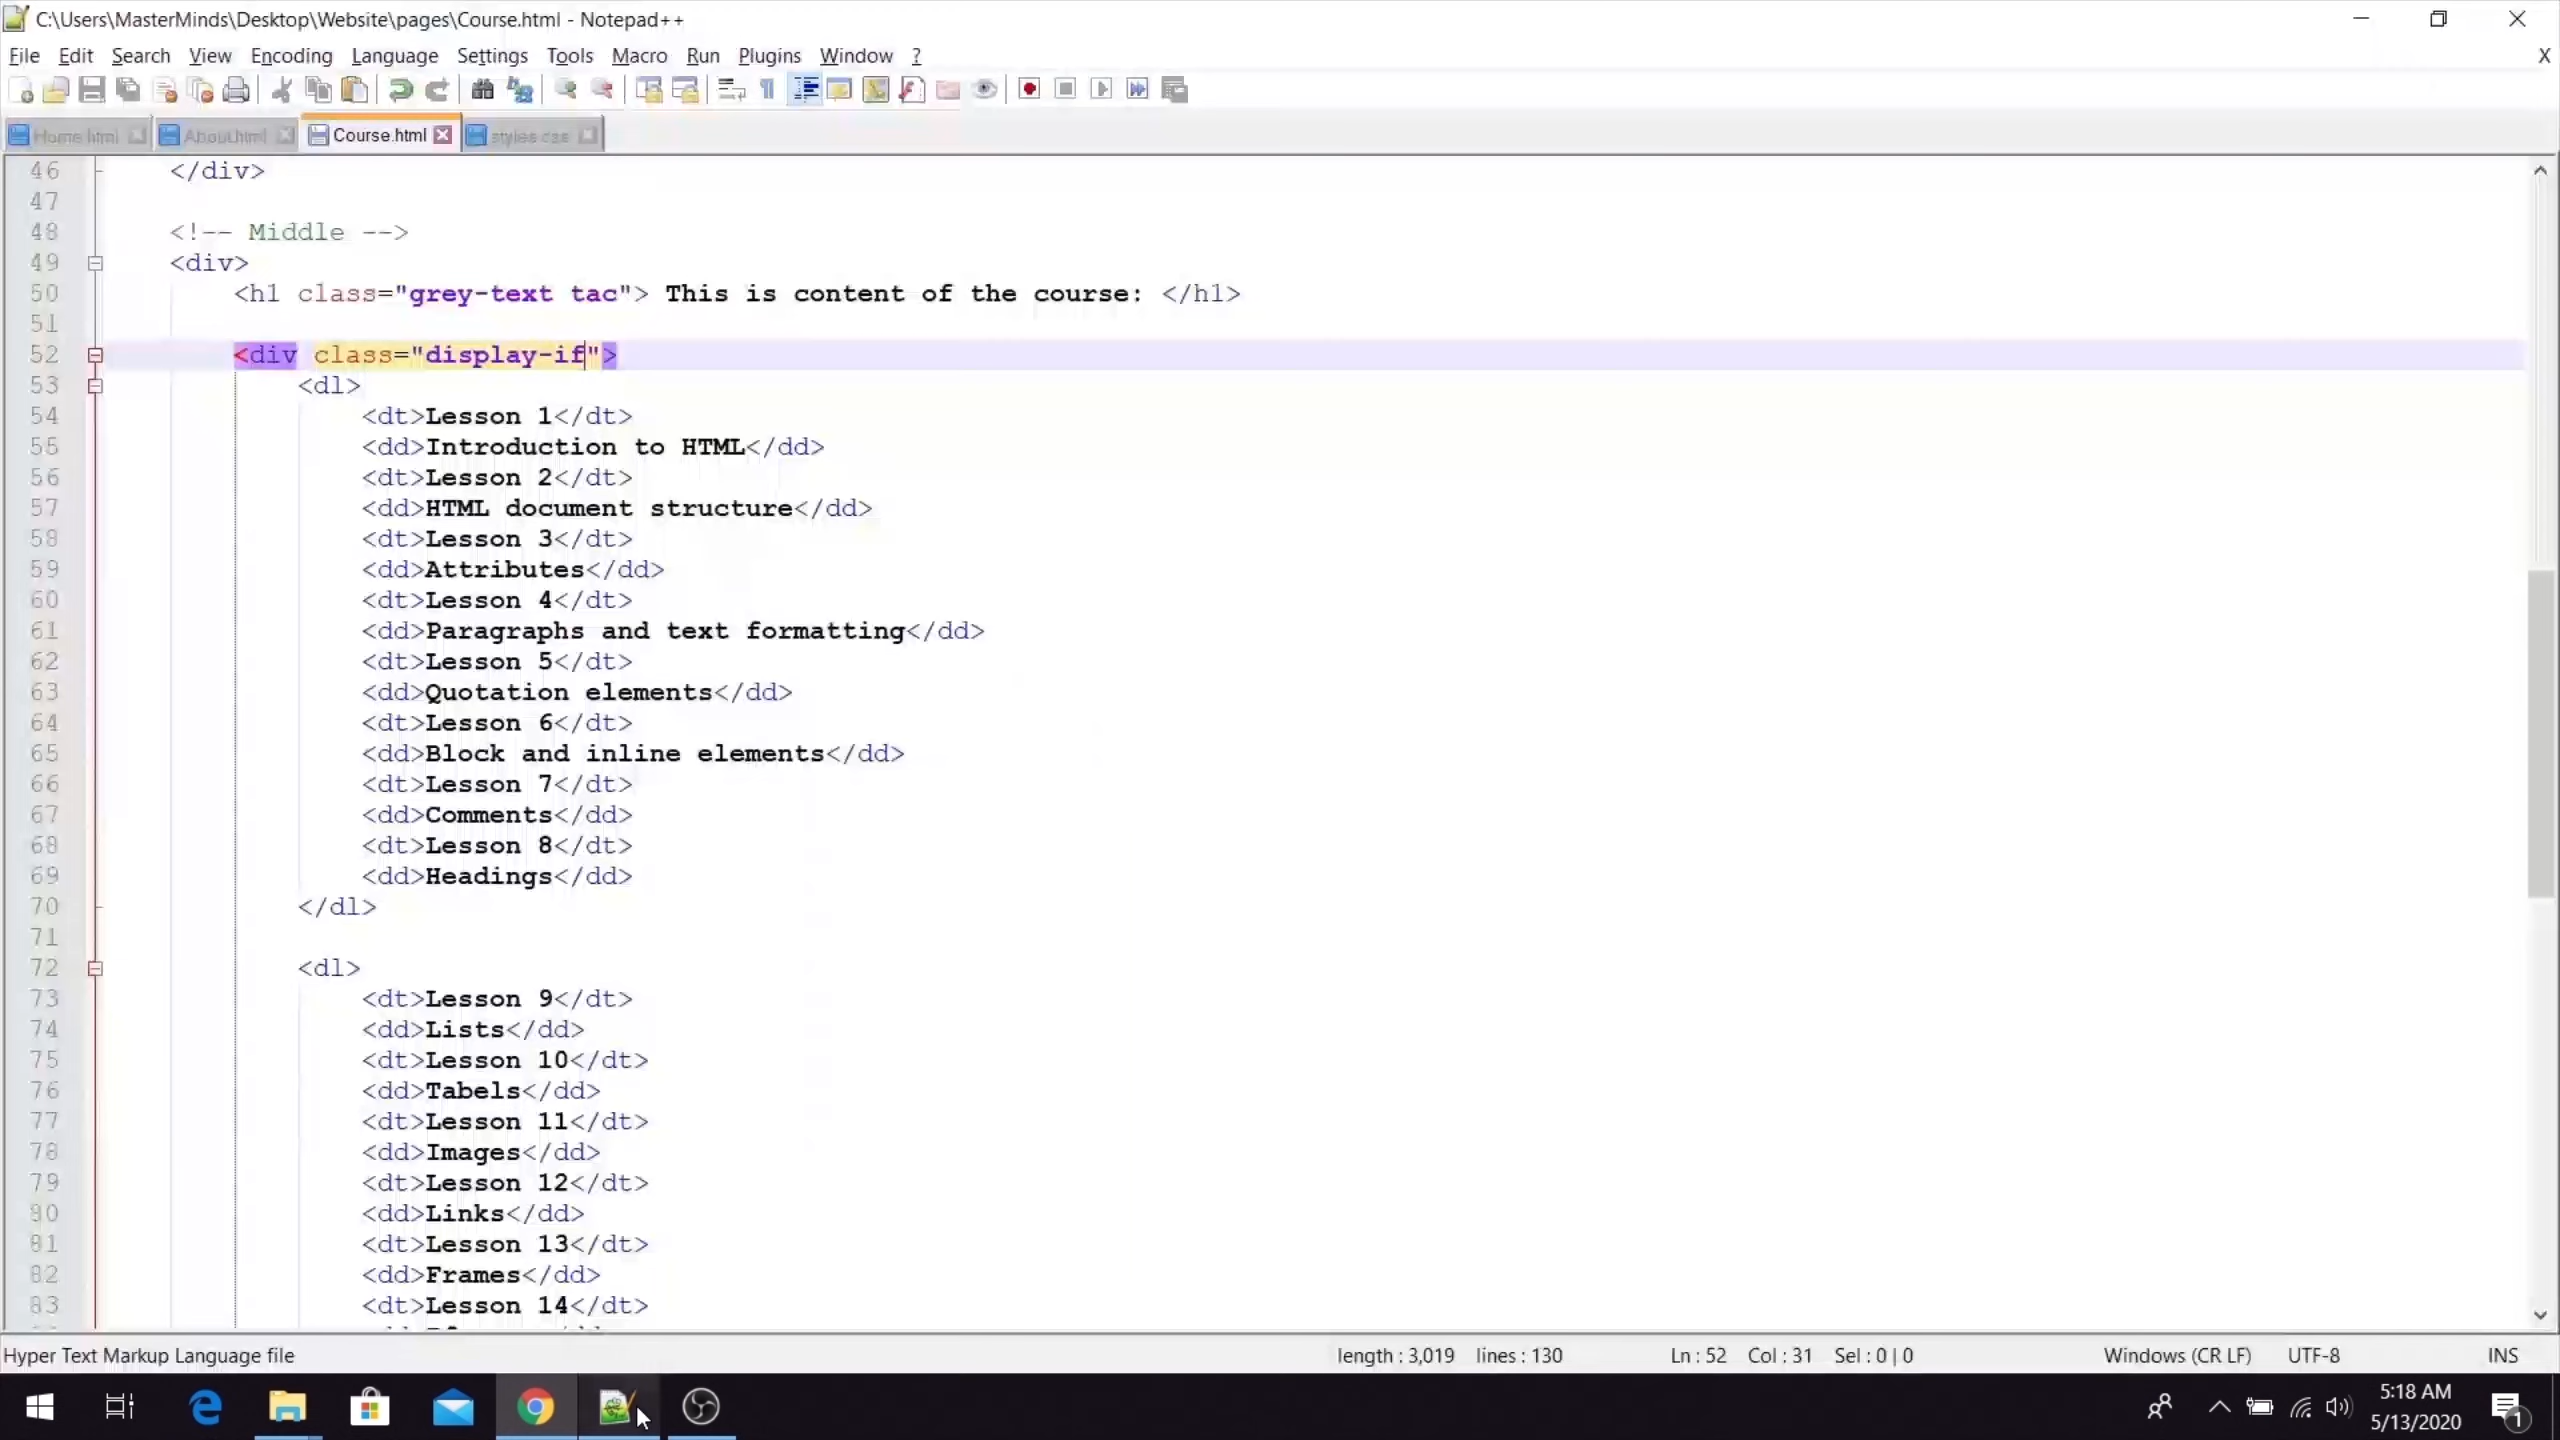 C:\Users\MasterMinds\Desktop\Website\pages\Course.html - Notepad++
File Edit Search View Encoding Language Settings Tools Macro Run Plugins Window ? X
Home.html About.html Course.html styles.css
46 </div>
47
48 <!-- Middle -->
49 <div>
50 <h1 class="grey-text tac"> This is content of the course: </h1>
51
52 <div class="display-if">
53 <dl>
54 <dt>Lesson 1</dt>
55 <dd>Introduction to HTML</dd>
56 <dt>Lesson 2</dt>
57 <dd>HTML document structure</dd>
58 <dt>Lesson 3</dt>
59 <dd>Attributes</dd>
60 <dt>Lesson 4</dt>
61 <dd>Paragraphs and text formatting</dd>
62 <dt>Lesson 5</dt>
63 <dd>Quotation elements</dd>
64 <dt>Lesson 6</dt>
65 <dd>Block and inline elements</dd>
66 <dt>Lesson 7</dt>
67 <dd>Comments</dd>
68 <dt>Lesson 8</dt>
69 <dd>Headings</dd>
70 </dl>
71
72 <dl>
73 <dt>Lesson 9</dt>
74 <dd>Lists</dd>
75 <dt>Lesson 10</dt>
76 <dd>Tabels</dd>
77 <dt>Lesson 11</dt>
78 <dd>Images</dd>
79 <dt>Lesson 12</dt>
80 <dd>Links</dd>
81 <dt>Lesson 13</dt>
82 <dd>Frames</dd>
83 <dt>Lesson 14</dt>
Hyper Text Markup Language file length : 3,019 lines : 130 Ln : 52 Col : 31 Sel : 0 | 0 Windows (CR LF) UTF-8 INS
5:18 AM
5/13/2020
1